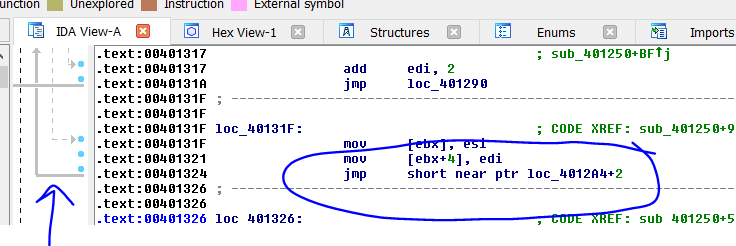 unction Unexplored Instruction External symbol
IDA View-A Hex View-1 Structures Enums Imports
.text:00401317 ; sub_401250+BF↑j
.text:00401317 add edi, 2
.text:0040131A jmp loc_401290
.text:0040131F ; ---------------------------------------------------------------
.text:0040131F
.text:0040131F loc_40131F: ; CODE XREF: sub_401250+9
.text:0040131F mov [ebx], esi
.text:00401321 mov [ebx+4], edi
.text:00401324 jmp short near ptr loc_4012A4+2
.text:00401326 ; ---------------------------------------------------------------
.text:00401326
.text:00401326 loc_401326: ; CODE XREF: sub_401250+5